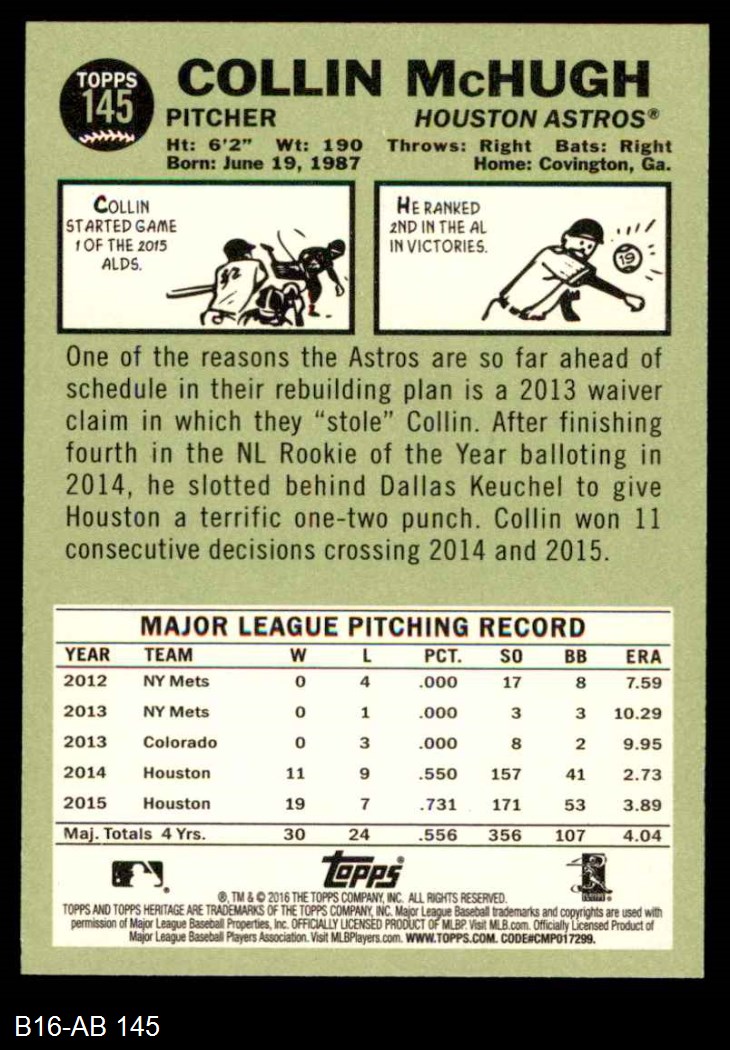 TOPPS
145
COLLIN McHUGH
PITCHER HOUSTON ASTROS®
Ht: 6'2" Wt: 190 Throws: Right Bats: Right
Born: June 19, 1987 Home: Covington, Ga.
COLLIN
STARTED GAME
1 OF THE 2015
ALDS.
HE RANKED
2ND IN THE AL
IN VICTORIES.
19
One of the reasons the Astros are so far ahead of
schedule in their rebuilding plan is a 2013 waiver
claim in which they "stole" Collin. After finishing
fourth in the NL Rookie of the Year balloting in
2014, he slotted behind Dallas Keuchel to give
Houston a terrific one-two punch. Collin won 11
consecutive decisions crossing 2014 and 2015.
MAJOR LEAGUE PITCHING RECORD
YEAR TEAM W L PCT. SO BB ERA
2012 NY Mets 0 4 .000 17 8 7.59
2013 NY Mets 0 1 .000 3 3 10.29
2013 Colorado 0 3 .000 8 2 9.95
2014 Houston 11 9 .550 157 41 2.73
2015 Houston 19 7 .731 171 53 3.89
Maj. Totals 4 Yrs. 30 24 .556 356 107 4.04
Topps®
®, TM & © 2016 THE TOPPS COMPANY, INC. ALL RIGHTS RESERVED.
TOPPS AND TOPPS HERITAGE ARE TRADEMARKS OF THE TOPPS COMPANY, INC. Major League Baseball trademarks and copyrights are used with
permission of Major League Baseball Properties, Inc. OFFICIALLY LICENSED PRODUCT OF MLBP. Visit MLB.com. Officially Licensed Product of
Major League Baseball Players Association. Visit MLBPlayers.com. WWW.TOPPS.COM. CODE#CMP017299.
B16-AB 145